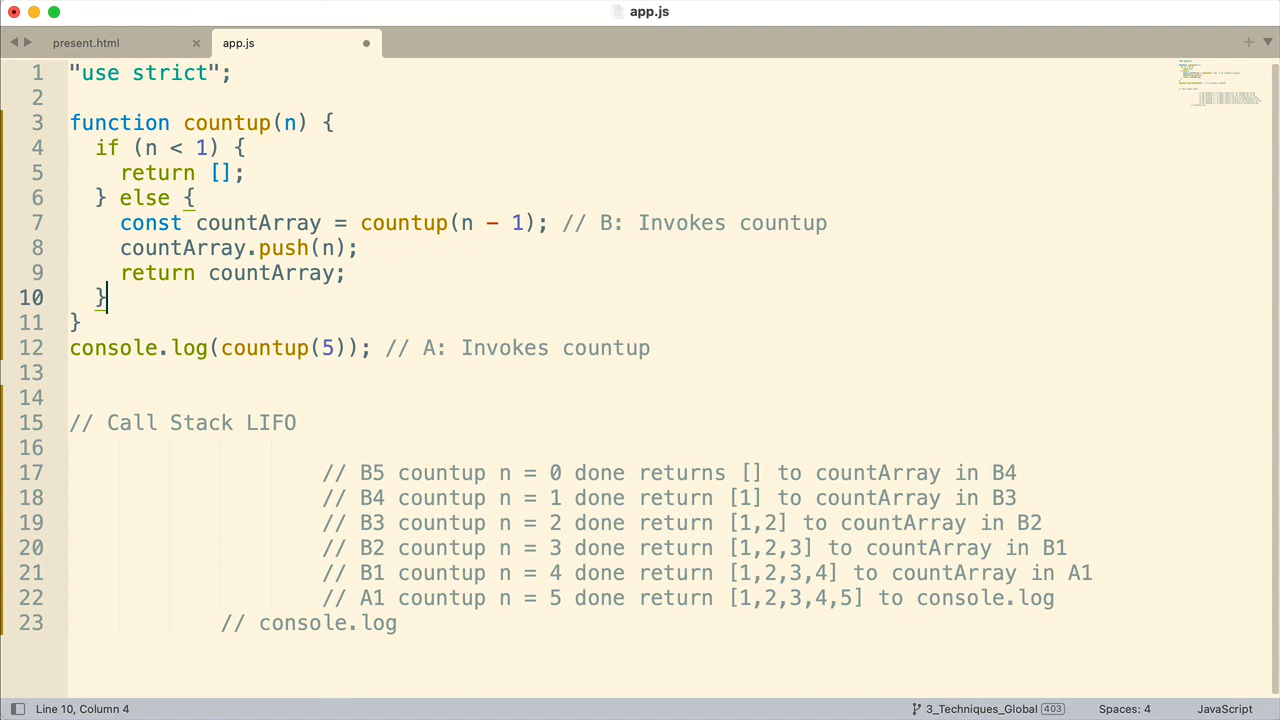 app.js
present.html
app.js
1 "use strict";
2
3 function countup(n) {
4   if (n < 1) {
5     return [];
6   } else {
7     const countArray = countup(n - 1); // B: Invokes countup
8     countArray.push(n);
9     return countArray;
10   }
11 }
12 console.log(countup(5)); // A: Invokes countup
13
14
15 // Call Stack LIFO
16
17                     // B5 countup n = 0 done returns [] to countArray in B4
18                     // B4 countup n = 1 done return [1] to countArray in B3
19                     // B3 countup n = 2 done return [1,2] to countArray in B2
20                     // B2 countup n = 3 done return [1,2,3] to countArray in B1
21                     // B1 countup n = 4 done return [1,2,3,4] to countArray in A1
22                     // A1 countup n = 5 done return [1,2,3,4,5] to console.log
23             // console.log
Line 10, Column 4 3_Techniques_Global 403 Spaces: 4 JavaScript